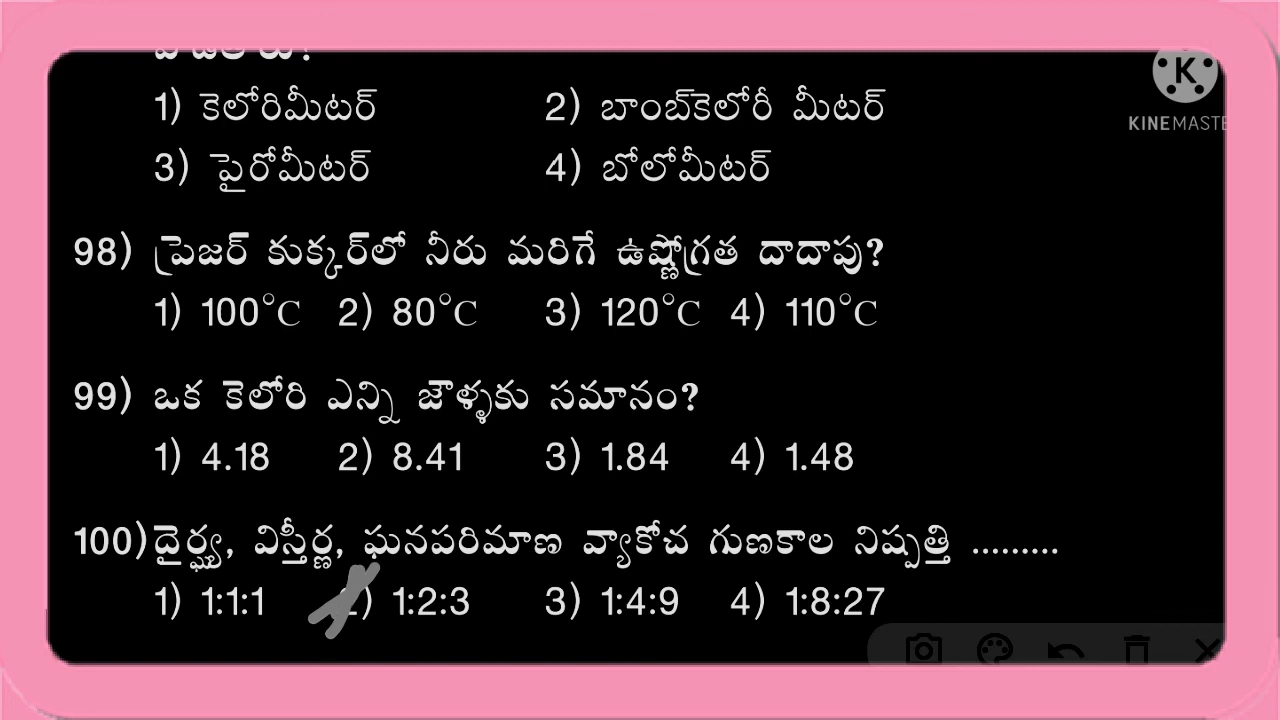 K
1) కెలోరిమీటర్ 2) బాంబ్‌కెలోరీ మీటర్
KINEMASTE
3) పైరోమీటర్ 4) బోలోమీటర్
98) ప్రెజర్ కుక్కర్‌లో నీరు మరిగే ఉష్ణోగ్రత దాదాపు?
1) 100°C 2) 80°C 3) 120°C 4) 110°C
99) ఒక కెలోరి ఎన్ని జౌళ్ళకు సమానం?
1) 4.18 2) 8.41 3) 1.84 4) 1.48
100) దైర్ఘ్య, విస్తీర్ణ, ఘనపరిమాణ వ్యాకోచ గుణకాల నిష్పత్తి .........
1) 1:1:1 2) 1:2:3 3) 1:4:9 4) 1:8:27